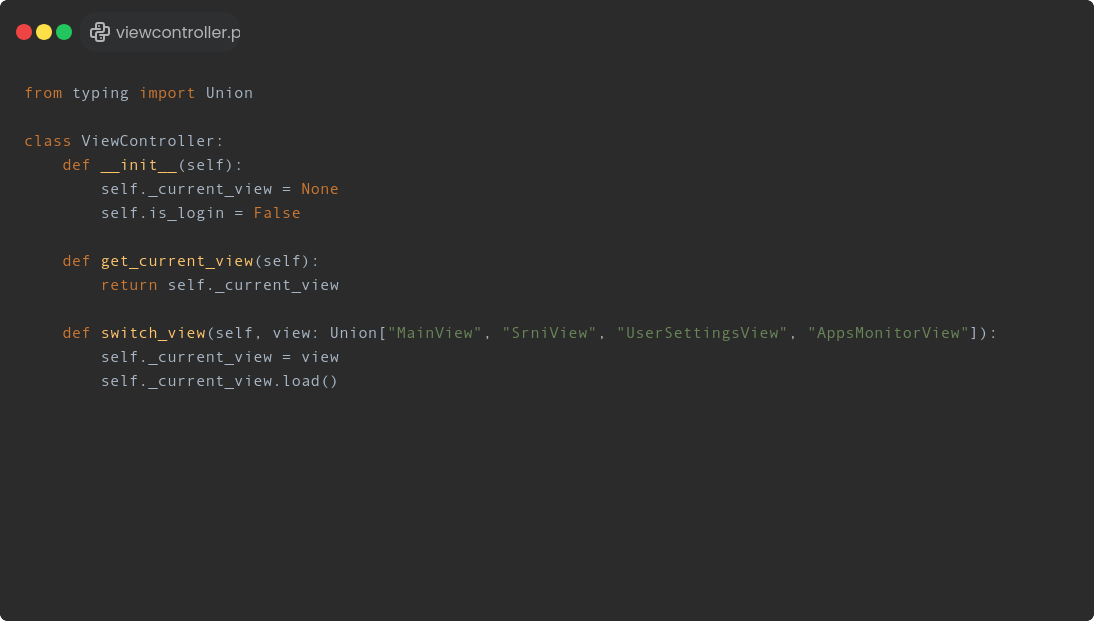 viewcontroller.p
from typing import Union
class ViewController:
    def __init__(self):
        self._current_view = None
        self.is_login = False
    def get_current_view(self):
        return self._current_view
    def switch_view(self, view: Union["MainView", "SrniView", "UserSettingsView", "AppsMonitorView"]):
        self._current_view = view
        self._current_view.load()